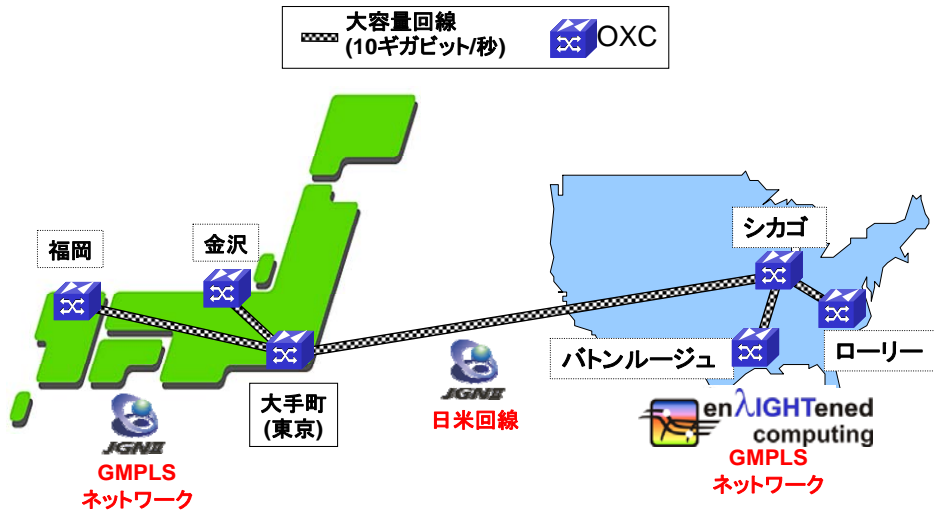 大容量回線
(10ギガビット/秒)
OXC
福岡
金沢
シカゴ
大手町
(東京)
バトンルージュ
ローリー
JGNII
日米回線
JGNII
GMPLS
ネットワーク
enλIGHTened
computing
GMPLS
ネットワーク